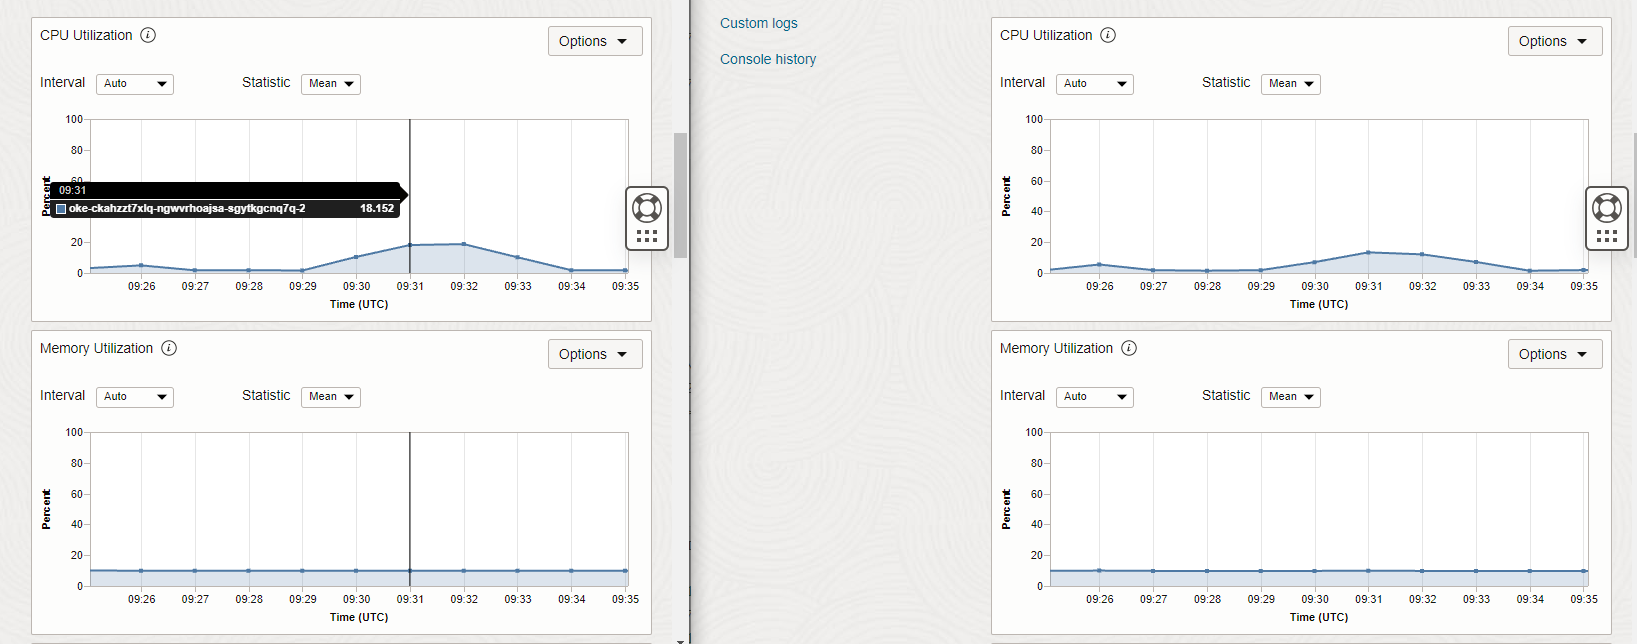 CPU Utilization i
Options
Interval Auto Statistic Mean
100
80
60
09:31
oke-ckahzzt7xlq-ngwvrhoajsa-sgytkgcnq7q-2 18.152
Percent
20
0
09:26 09:27 09:28 09:29 09:30 09:31 09:32 09:33 09:34 09:35
Time (UTC)
Memory Utilization i
Options
Interval Auto Statistic Mean
100
80
60
40
20
0
Percent
09:26 09:27 09:28 09:29 09:30 09:31 09:32 09:33 09:34 09:35
Time (UTC)
Custom logs
Console history
CPU Utilization i
Options
Interval Auto Statistic Mean
100
80
60
40
20
0
Percent
09:26 09:27 09:28 09:29 09:30 09:31 09:32 09:33 09:34 09:35
Time (UTC)
Memory Utilization i
Options
Interval Auto Statistic Mean
100
80
60
40
20
0
Percent
09:26 09:27 09:28 09:29 09:30 09:31 09:32 09:33 09:34 09:35
Time (UTC)